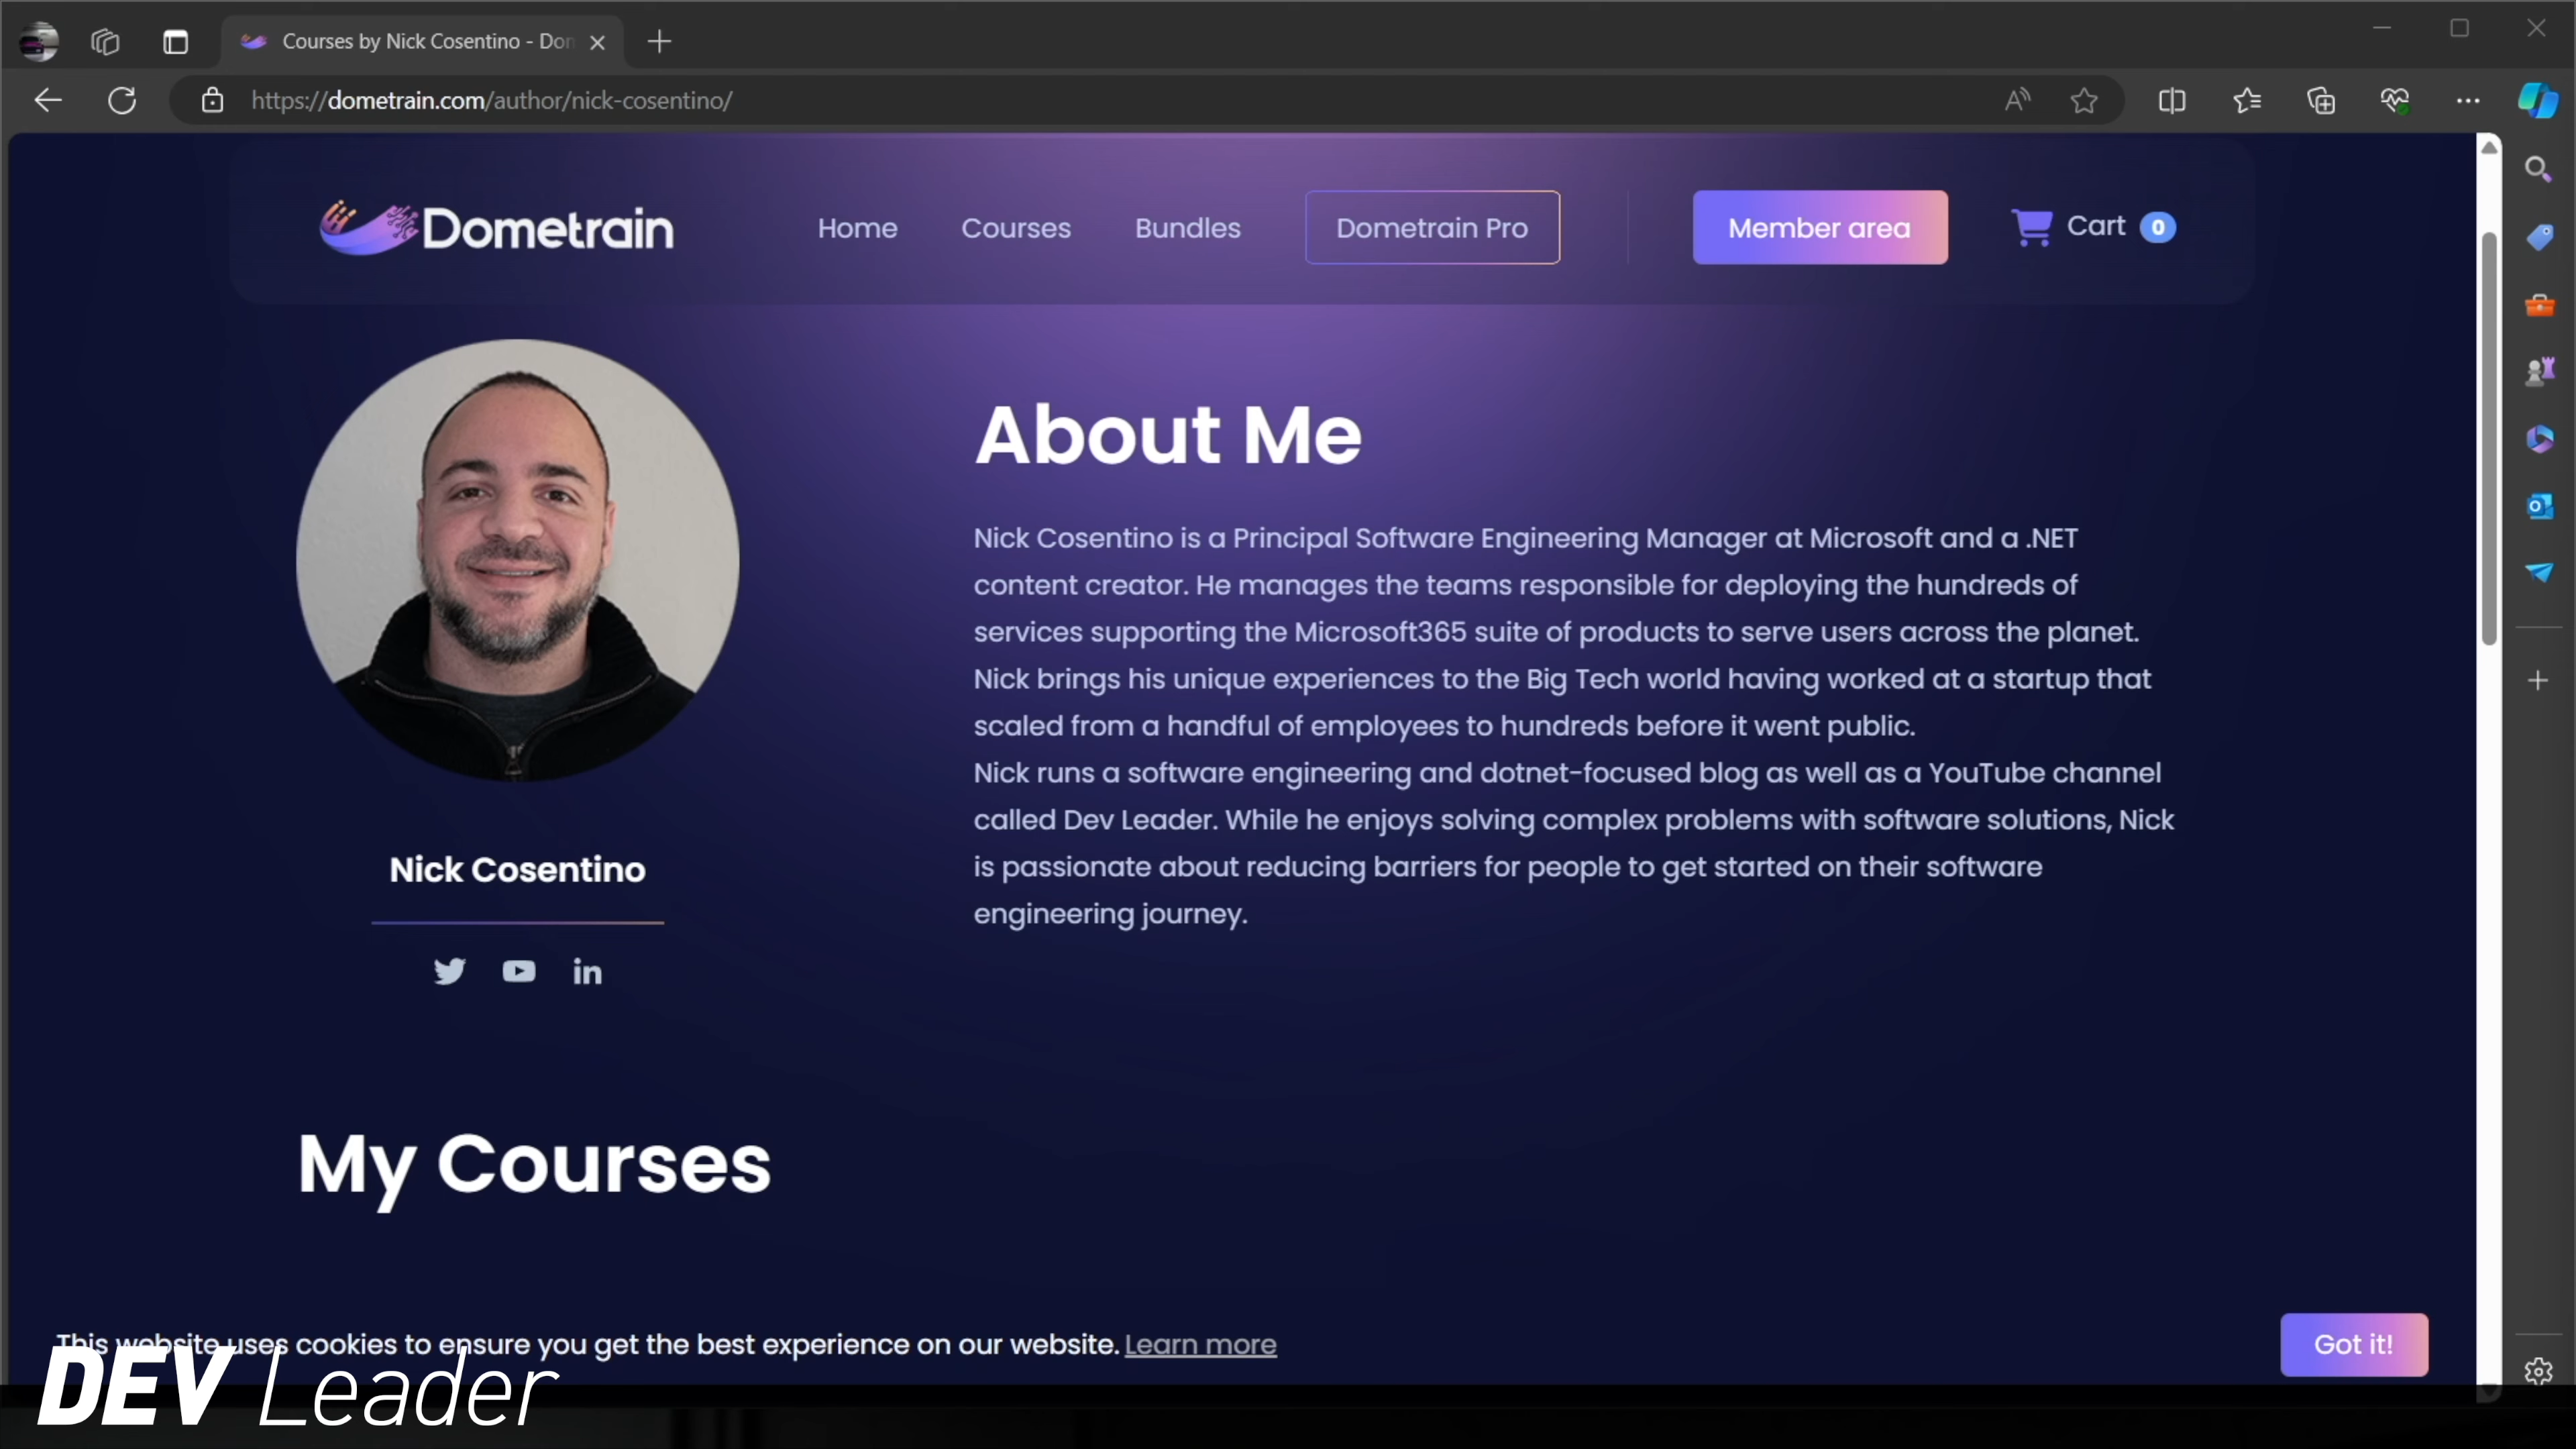 Courses by Nick Cosentino - Don
https://dometrain.com/author/nick-cosentino/
Dometrain
Home
Courses
Bundles
Dometrain Pro
Member area
Cart 0
About Me
Nick Cosentino is a Principal Software Engineering Manager at Microsoft and a .NET
content creator. He manages the teams responsible for deploying the hundreds of
services supporting the Microsoft365 suite of products to serve users across the planet.
Nick brings his unique experiences to the Big Tech world having worked at a startup that
scaled from a handful of employees to hundreds before it went public.
Nick runs a software engineering and dotnet-focused blog as well as a YouTube channel
called Dev Leader. While he enjoys solving complex problems with software solutions, Nick
is passionate about reducing barriers for people to get started on their software
engineering journey.
Nick Cosentino
My Courses
This website uses cookies to ensure you get the best experience on our website. Learn more
Got it!
DEV Leader